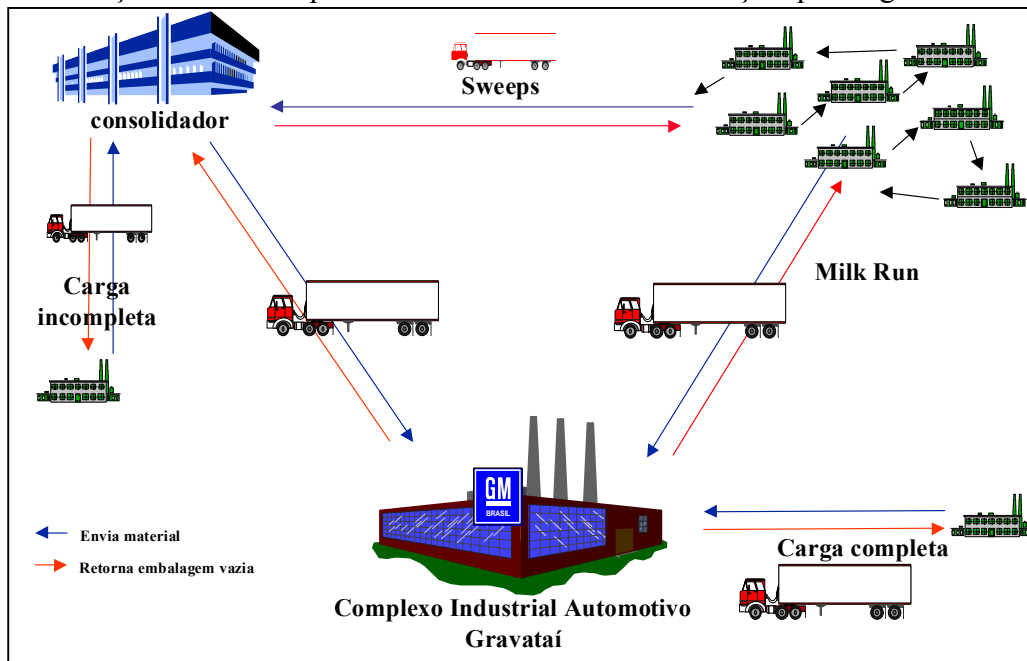 Sweeps
consolidador
Milk Run
Carga
incompleta
GM
BRASIL
Envia material
Retorna embalagem vazia
Carga completa
Complexo Industrial Automotivo
Gravataí